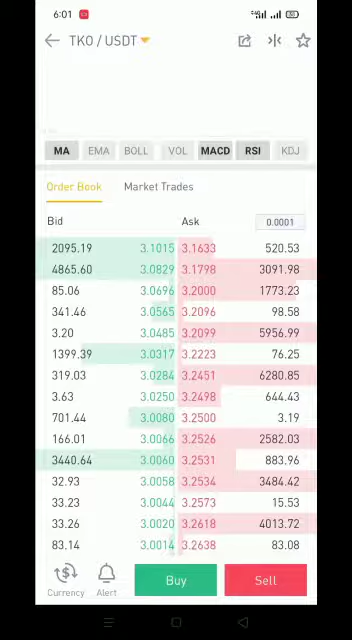 6:01
TKO / USDT
MA EMA BOLL VOL MACD RSI KDJ
Order Book Market Trades
Bid Ask 0.0001
2095.19 3.1015 3.1633 520.53
4865.60 3.0829 3.1798 3091.98
85.06 3.0696 3.2000 1773.23
341.46 3.0565 3.2096 98.58
3.20 3.0485 3.2099 5956.99
1399.39 3.0317 3.2223 76.25
319.03 3.0284 3.2451 6280.85
3.63 3.0250 3.2498 644.43
701.44 3.0080 3.2500 3.19
166.01 3.0066 3.2526 2582.03
3440.64 3.0060 3.2531 883.96
32.93 3.0058 3.2534 3484.42
33.23 3.0044 3.2573 15.53
33.26 3.0020 3.2618 4013.72
83.14 3.0014 3.2638 83.08
Currency Alert Buy Sell